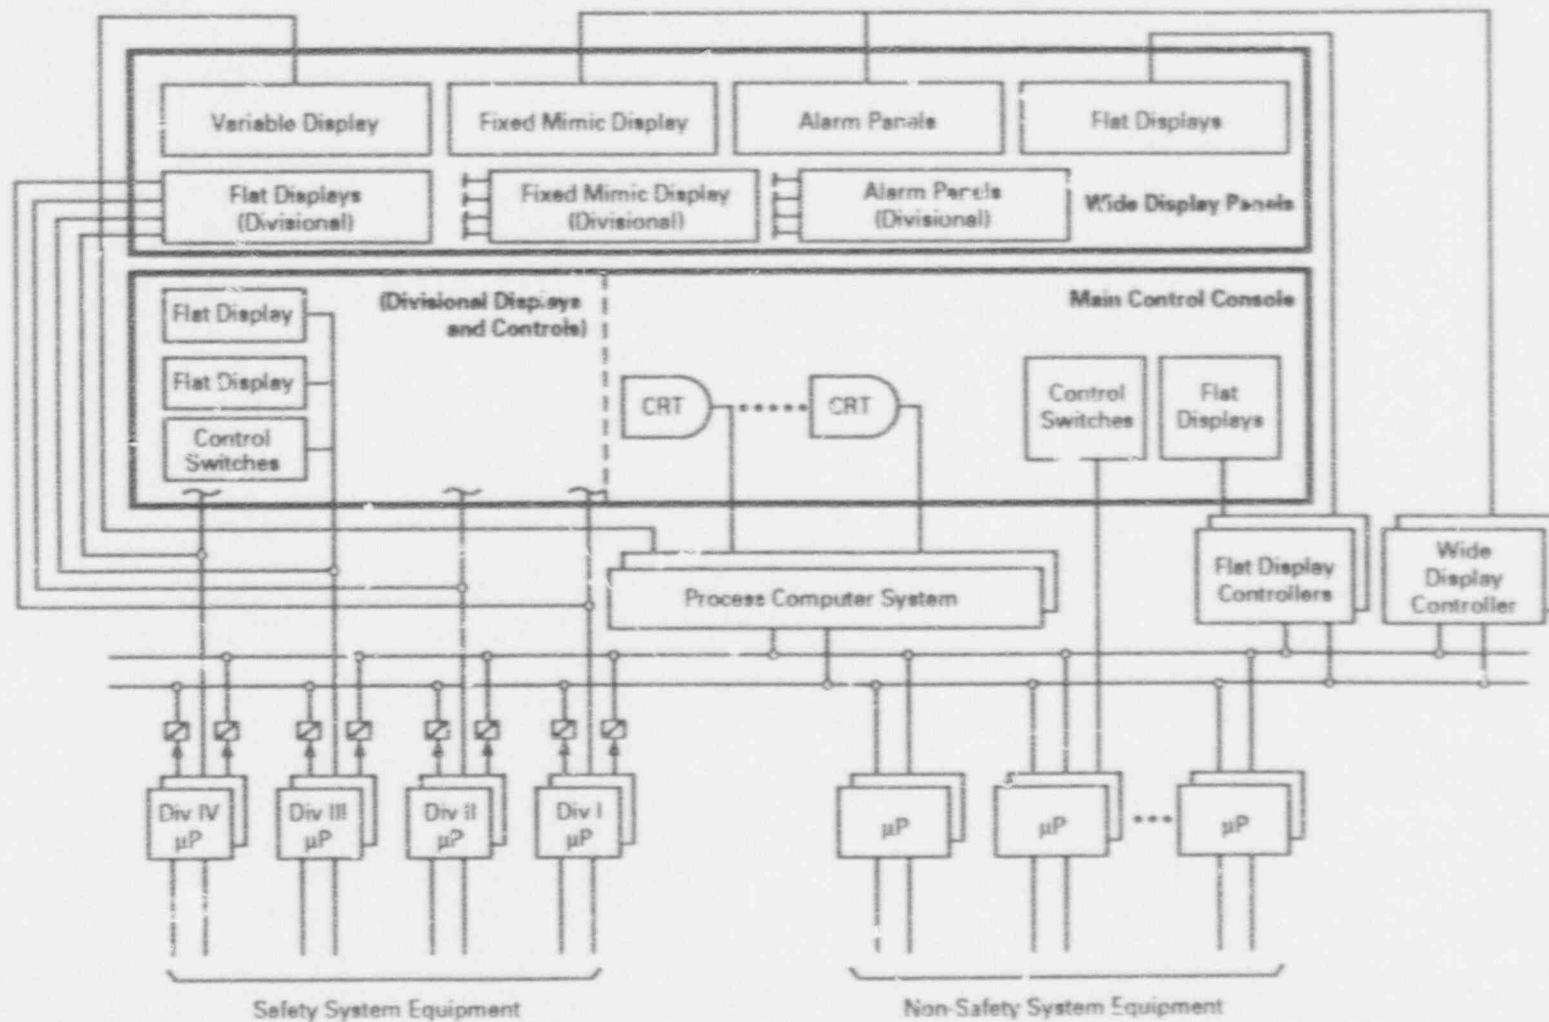 Variable Display
Fixed Mimic Display
Alarm Panels
Flat Displays
Flat Displays
(Divisional)
Fixed Mimic Display
(Divisional)
Alarm Panels
(Divisional)
Wide Display Panels
Flat Display
(Divisional Displays
and Controls)
Main Control Console
Flat Display
Control
Switches
CRT
CRT
Control
Switches
Flat
Displays
Process Computer System
Flat Display
Controllers
Wide
Display
Controller
Div IV
µP
Div III
µP
Div II
µP
Div I
µP
µP
µP
µP
Safety System Equipment
Non-Safety System Equipment